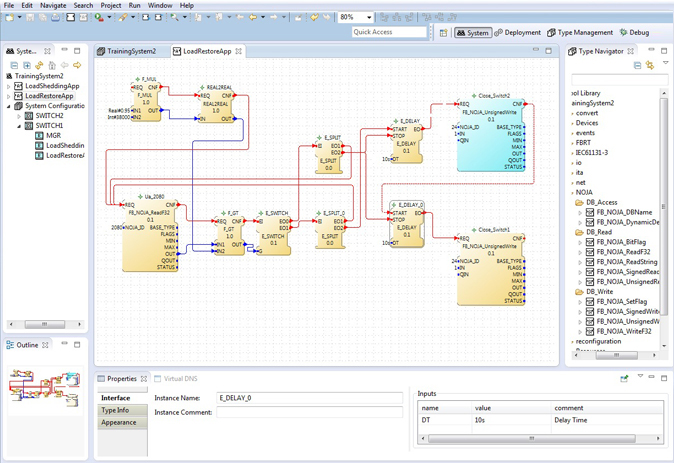 File Edit Navigate Search Project Run Window Help
80%
Quick Access
System Deployment Type Management Debug
Syste...
TrainingSystem2
LoadSheddingApp
LoadRestoreApp
System Configuratio
SWITCH2
SWITCH1
MGR
LoadSheddin
LoadRestoreA
Outline
TrainingSystem2 LoadRestoreApp
F_MUL
REQ CNF
F_MUL
1.0
Real#0.95 IN1 OUT
Int#38000 IN2
REAL2REAL
REQ CNF
REAL2REAL
1.0
IN OUT
Ua_2080
REQ CNF
FB_NOJA_ReadF32
0.1
2080 NOJA_ID BASE_TYPE
FLAGS
MIN
MAX
OUT
QOUT
STATUS
F_GT
REQ CNF
F_GT
1.0
IN1 OUT
IN2
E_SWITCH
EI EO0
EO1
E_SWITCH
0.1
G
E_SPLIT
EI EO1
EO2
E_SPLIT
0.0
E_SPLIT_0
EI EO1
EO2
E_SPLIT
0.0
E_DELAY
START EO
STOP
E_DELAY
0.1
10s DT
E_DELAY_0
START EO
STOP
E_DELAY
0.1
10s DT
Close_Switch2
REQ CNF
FB_NOJA_UnsignedWrite
0.1
24 NOJA_ID BASE_TYPE
1 QIN FLAGS
MIN
MAX
OUT
QOUT
STATUS
Close_Switch1
REQ CNF
FB_NOJA_UnsignedWrite
0.1
24 NOJA_ID BASE_TYPE
1 QIN FLAGS
MIN
MAX
OUT
QOUT
STATUS
Type Navigator
ool Library
rainingSystem2
convert
Devices
events
FBRT
IEC61131-3
io
ita
net
NOJA
DB_Access
FB_NOJA_DBName
FB_NOJA_DynamicDe
DB_Read
FB_NOJA_BitFlag
FB_NOJA_ReadF32
FB_NOJA_ReadString
FB_NOJA_SignedRead
FB_NOJA_UnsignedRe
DB_Write
FB_NOJA_SetFlag
FB_NOJA_SignedWrite
FB_NOJA_UnsignedW
FB_NOJA_WriteF32
reconfiguration
Properties Virtual DNS
Interface
Type Info
Appearance
Instance Name: E_DELAY_0
Instance Comment:
Inputs
name value comment
DT 10s Delay Time